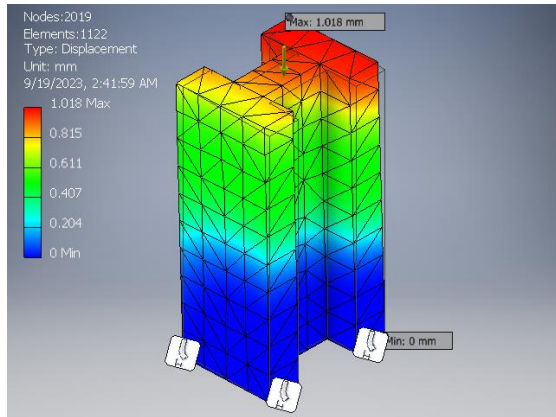 Nodes:2019
Elements:1122
Type: Displacement
Unit: mm
9/19/2023, 2:41:59 AM
1.018 Max
0.815
0.611
0.407
0.204
0 Min
Max: 1.018 mm
Min: 0 mm